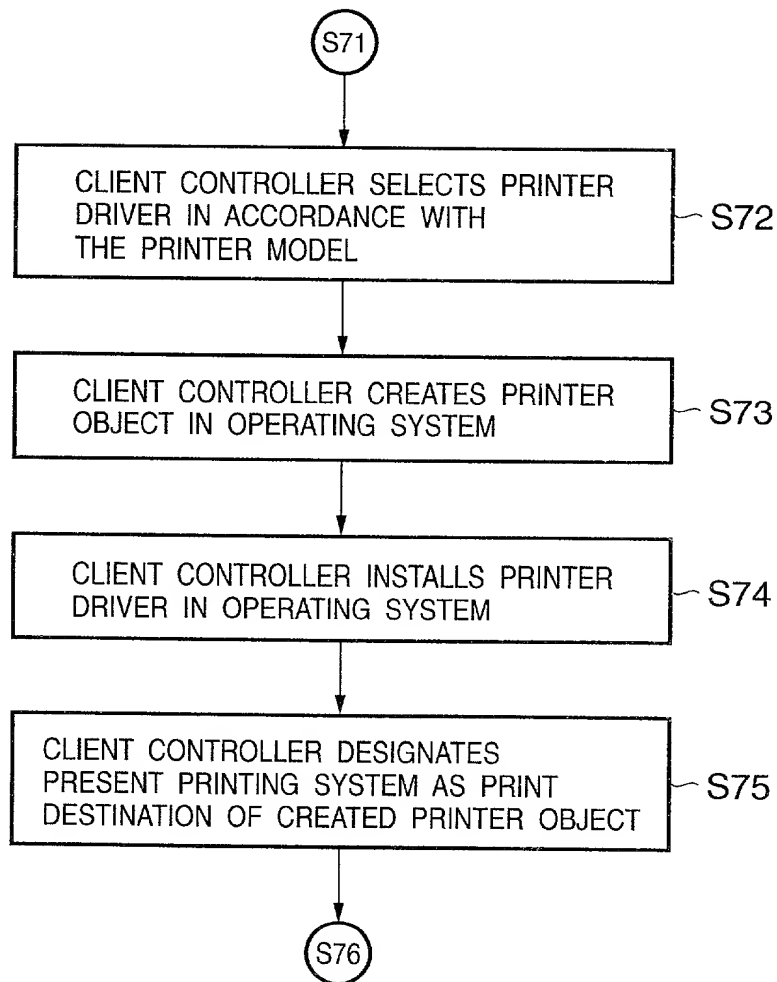 S71
CLIENT CONTROLLER SELECTS PRINTER
DRIVER IN ACCORDANCE WITH
THE PRINTER MODEL
S72
CLIENT CONTROLLER CREATES PRINTER
OBJECT IN OPERATING SYSTEM
S73
CLIENT CONTROLLER INSTALLS PRINTER
DRIVER IN OPERATING SYSTEM
S74
CLIENT CONTROLLER DESIGNATES
PRESENT PRINTING SYSTEM AS PRINT
DESTINATION OF CREATED PRINTER OBJECT
S75
S76